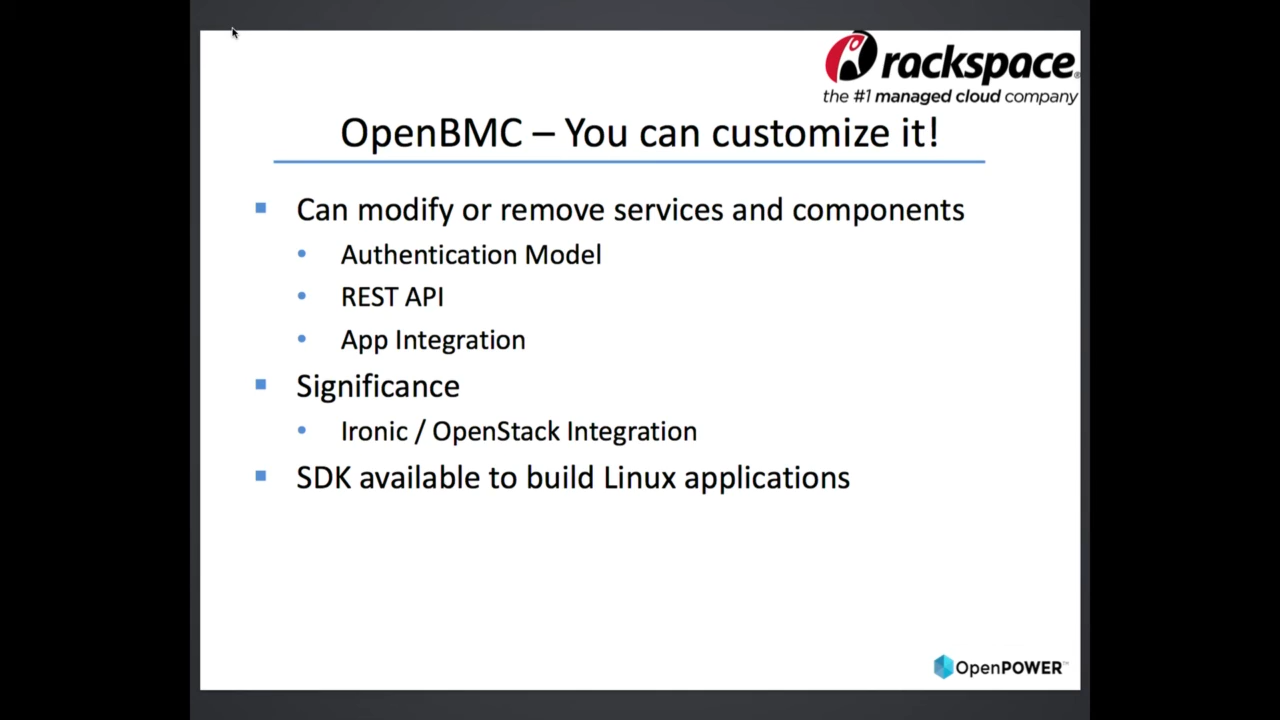 rackspace®
the #1 managed cloud company
OpenBMC – You can customize it!
Can modify or remove services and components
Authentication Model
REST API
App Integration
Significance
Ironic / OpenStack Integration
SDK available to build Linux applications
OpenPOWER™